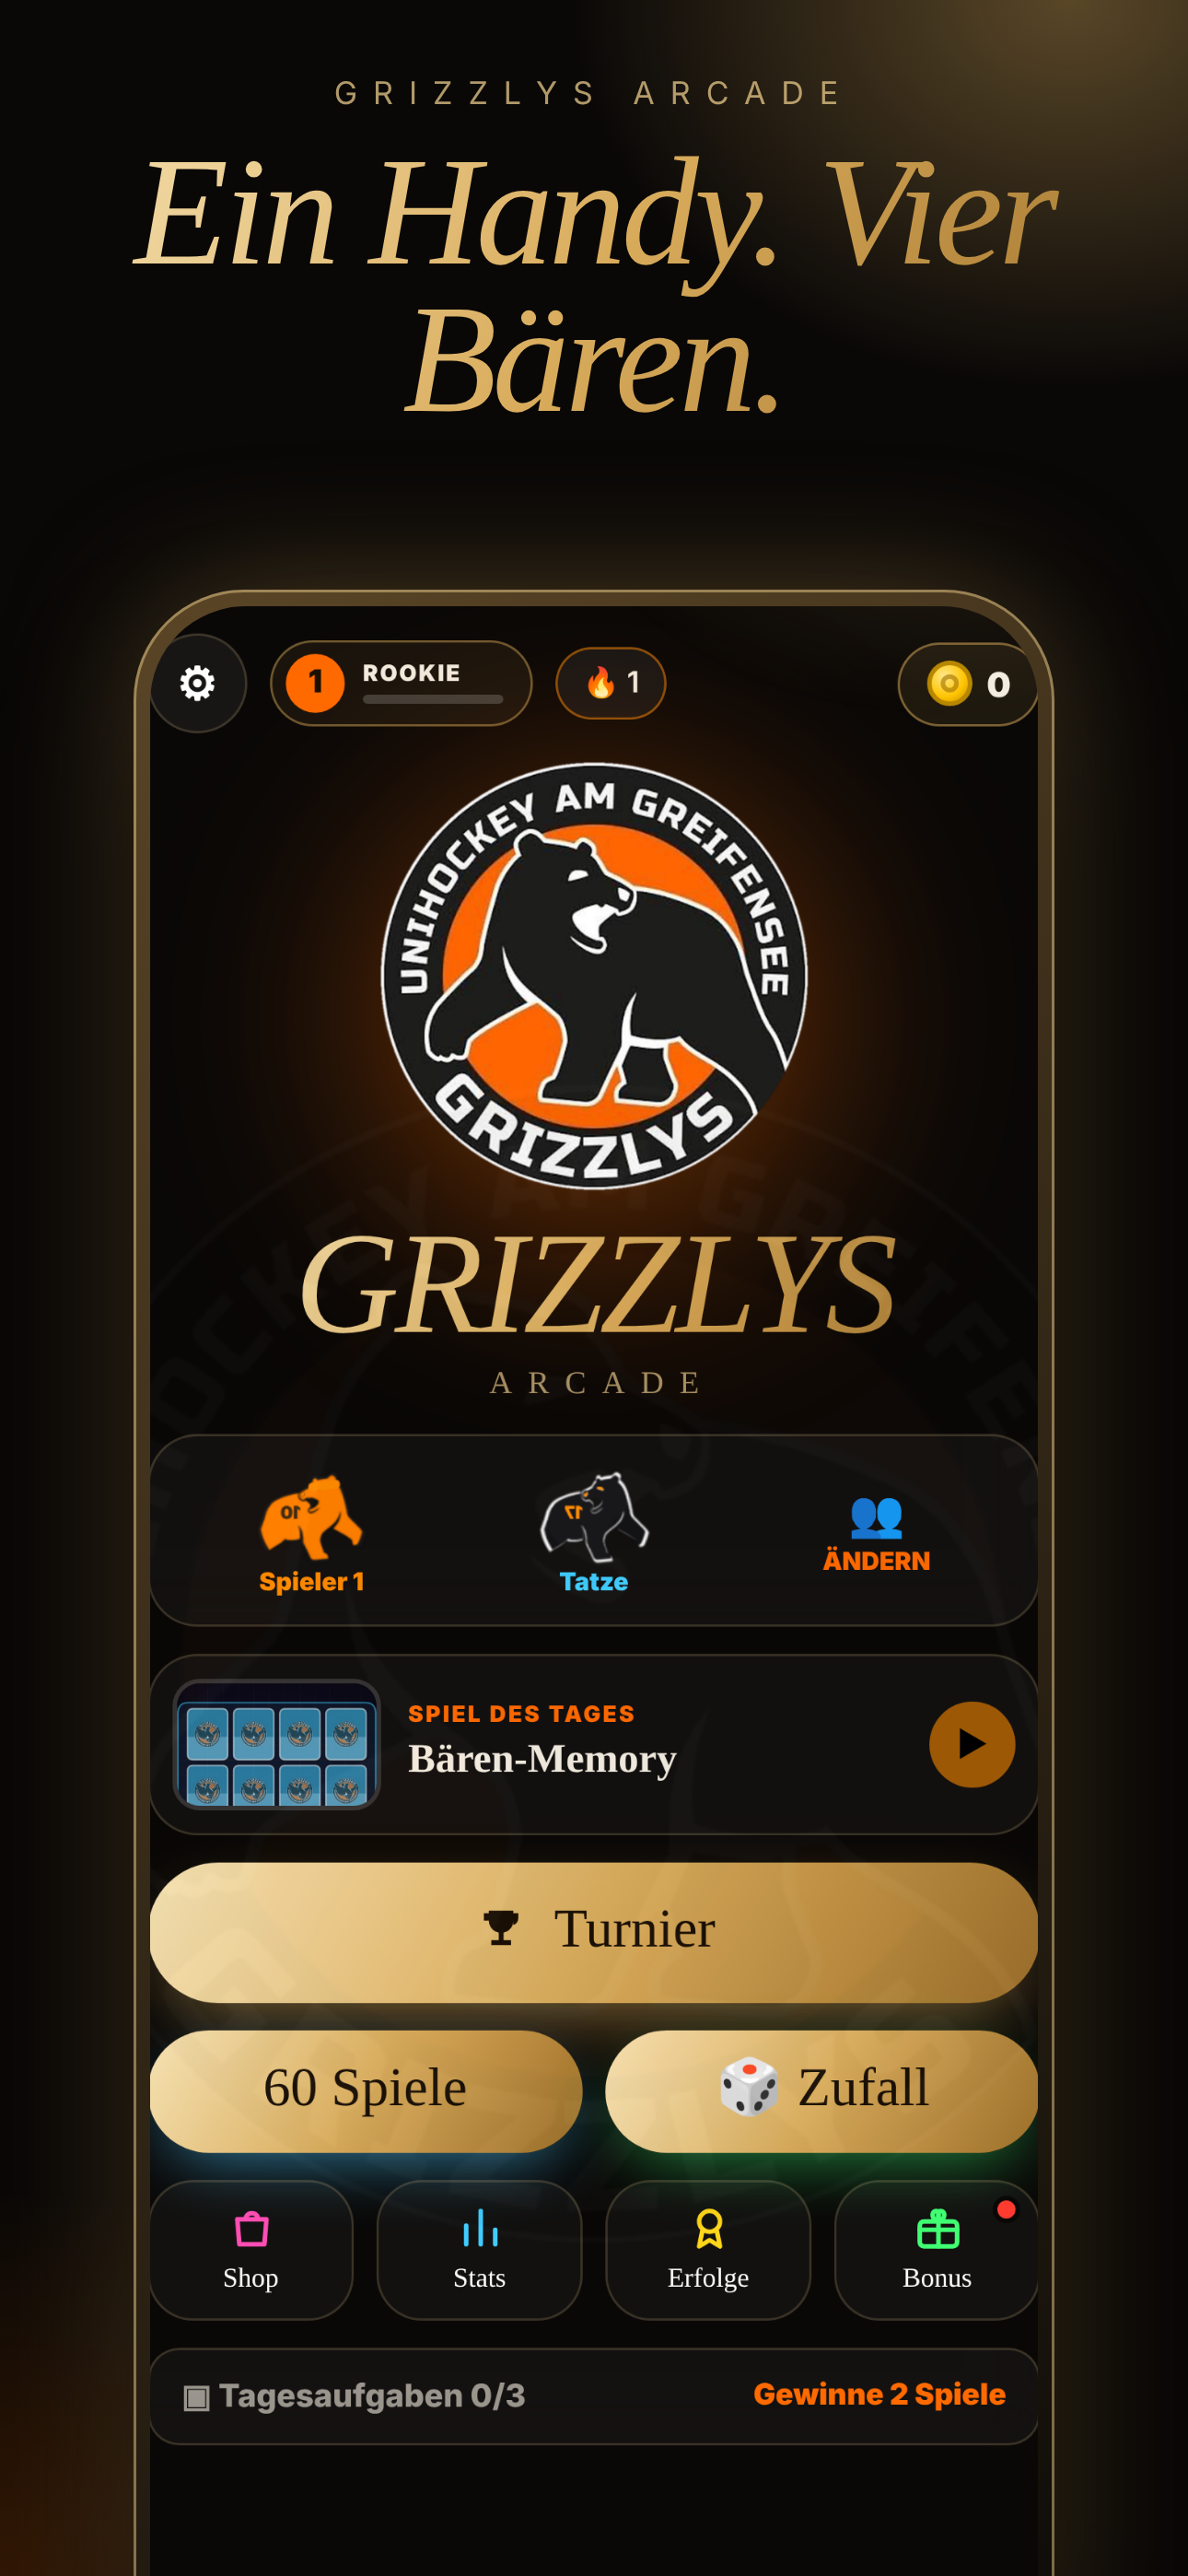 GRIZZLYS ARCADE
Ein Handy. Vier
Bären.
1
ROOKIE
1
0
UNIHOCKEY AM GREIFENSEE
GRIZZLYS
GRIZZLYS
ARCADE
10
17
Spieler 1
Tatze
ÄNDERN
SPIEL DES TAGES
Bären-Memory
Turnier
60 Spiele
Zufall
Shop
Stats
Erfolge
Bonus
Tagesaufgaben 0/3
Gewinne 2 Spiele